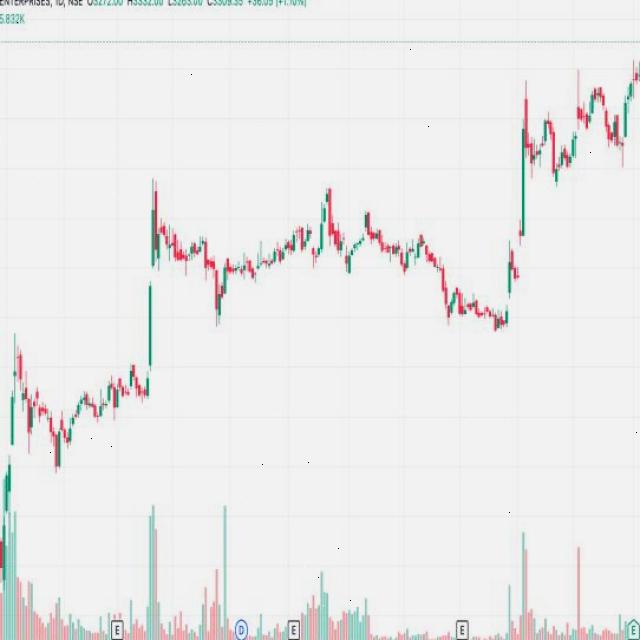 ENTERPRISES, 1D, NSE O3272.00 H3332.00 L3263.00 C3309.35 +36.05 (+1.10%)
5.832K
E D E E E